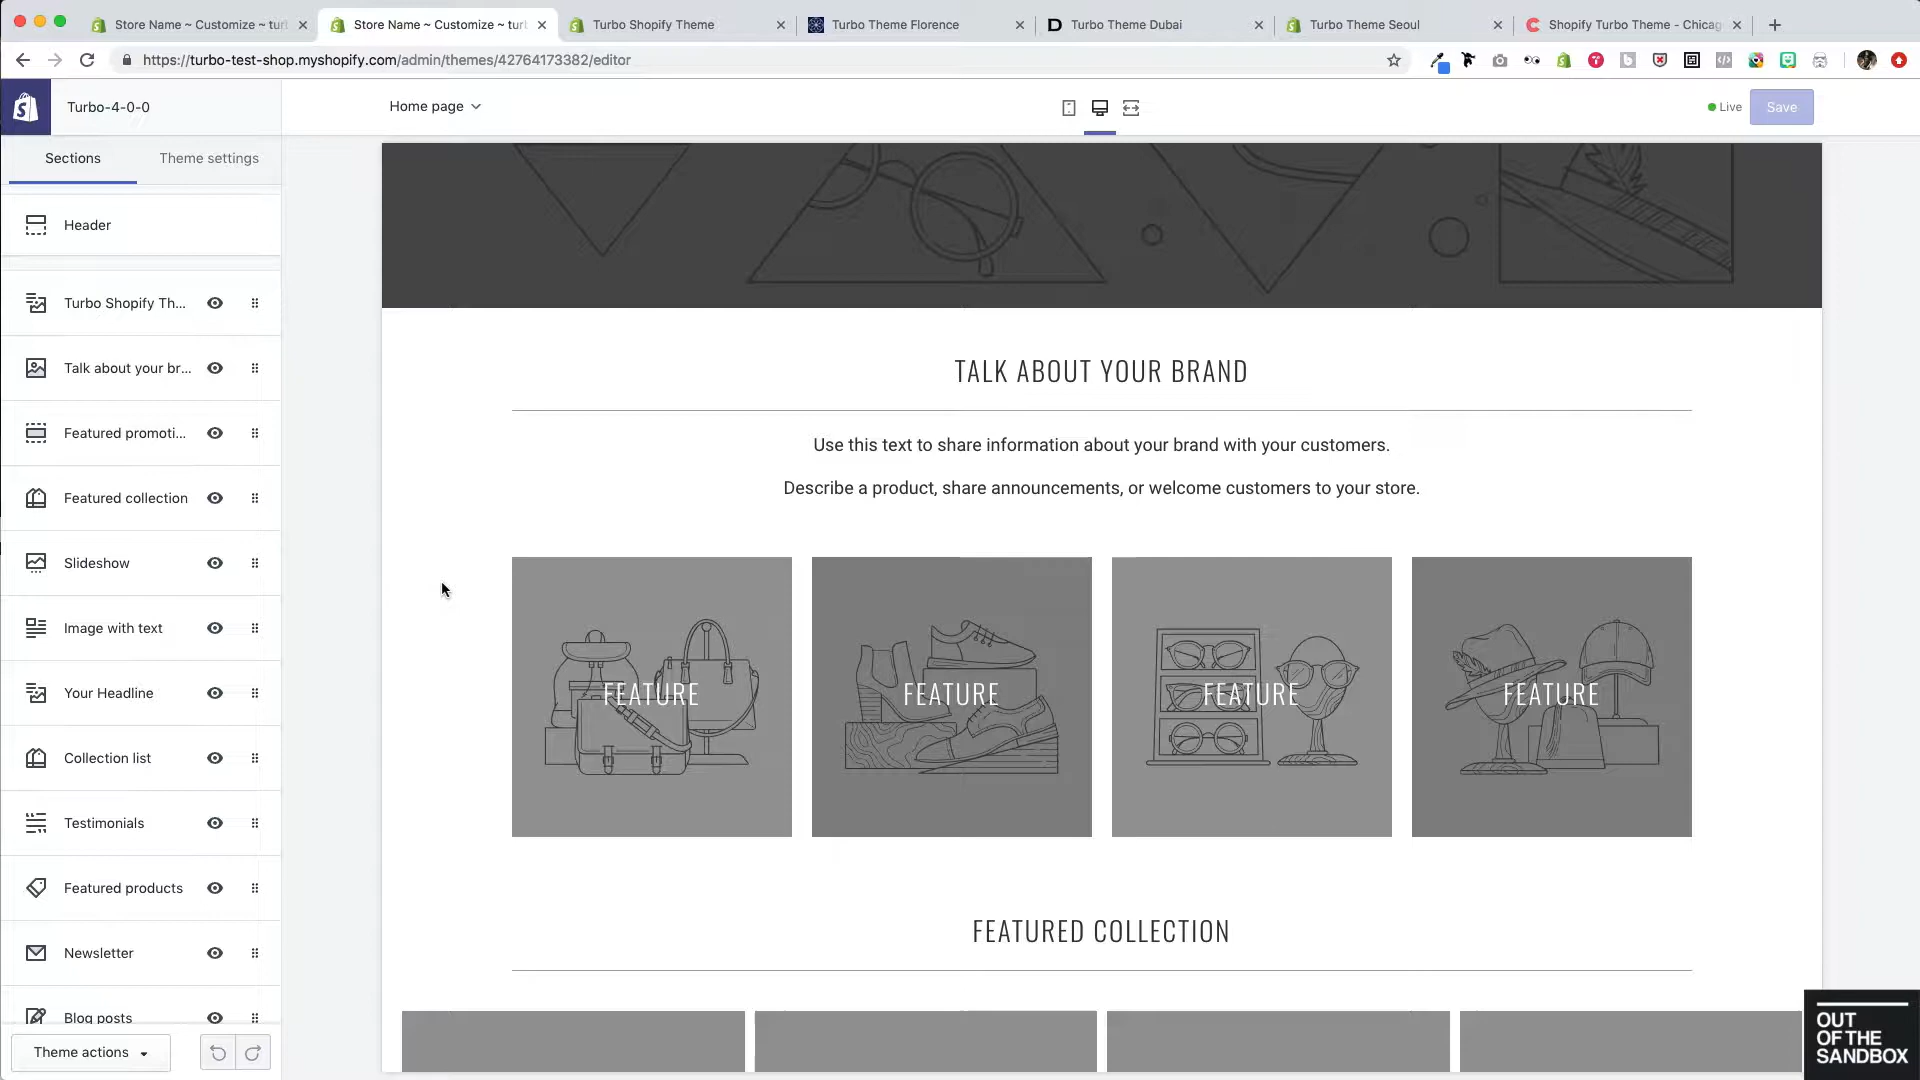 Store Name ~ Customize ~ turb
Store Name ~ Customize ~ turb
Turbo Shopify Theme
Turbo Theme Florence
Turbo Theme Dubai
Turbo Theme Seoul
Shopify Turbo Theme - Chicag
https://turbo-test-shop.myshopify.com/admin/themes/42764173382/editor
Turbo-4-0-0
Home page
Live
Save
Sections
Theme settings
Header
Turbo Shopify Th...
Talk about your br...
Featured promoti...
Featured collection
Slideshow
Image with text
Your Headline
Collection list
Testimonials
Featured products
Newsletter
Blog posts
Theme actions
TALK ABOUT YOUR BRAND
Use this text to share information about your brand with your customers.
Describe a product, share announcements, or welcome customers to your store.
FEATURE
FEATURE
FEATURE
FEATURE
FEATURED COLLECTION
OUT
OF THE
SANDBOX